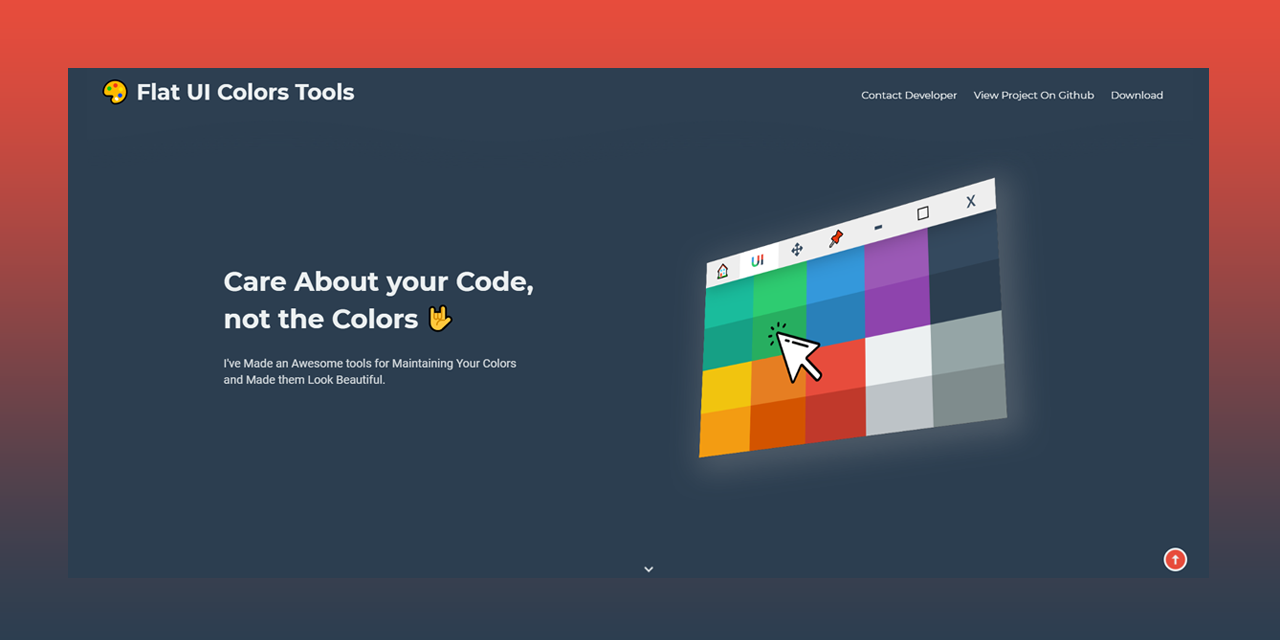 Flat UI Colors Tools
Contact Developer View Project On Github Download
UI
X
Care About your Code,
not the Colors 🤘
I've Made an Awesome tools for Maintaining Your Colors
and Made them Look Beautiful.